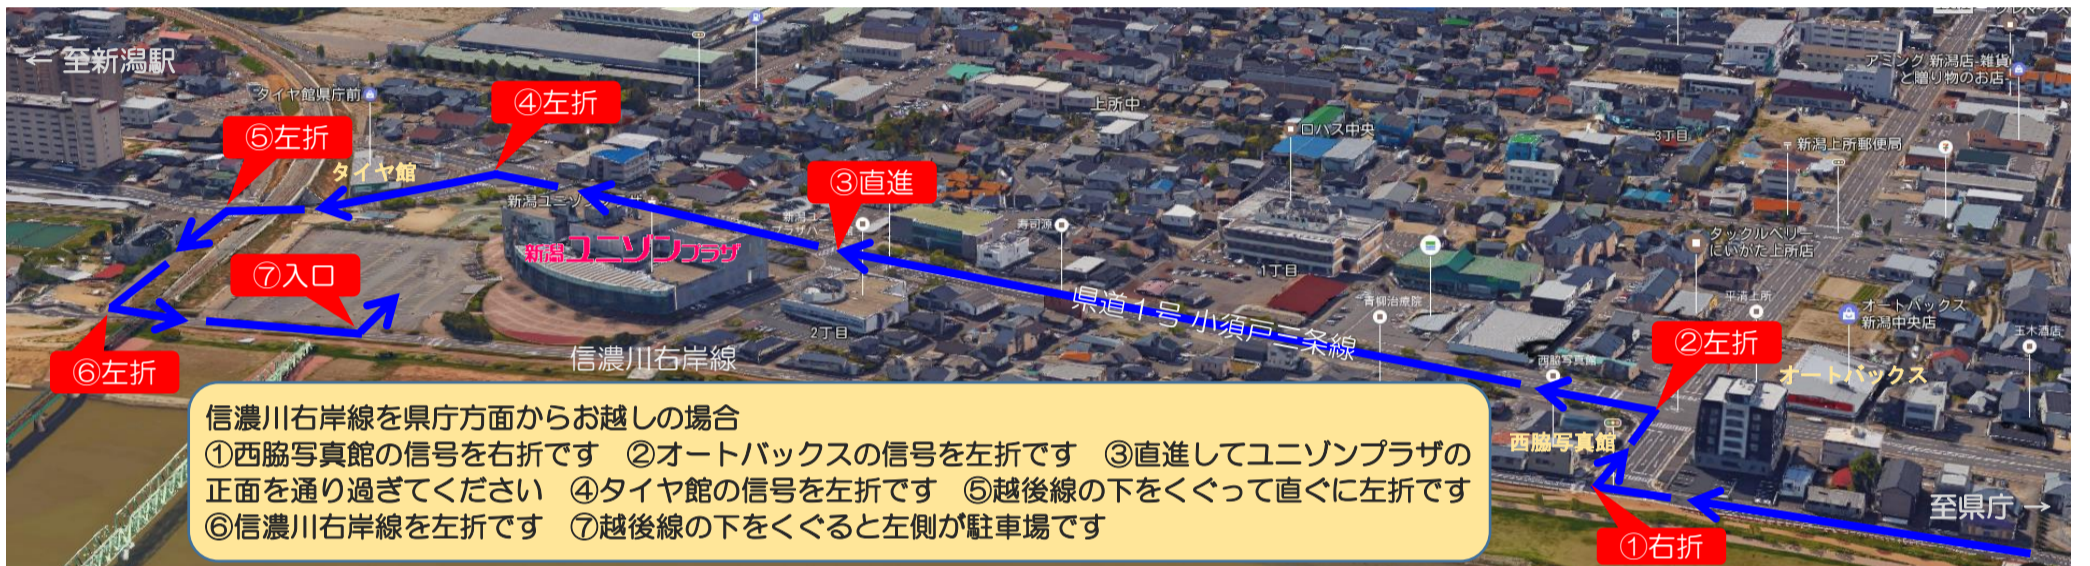 ← 至新潟駅
タイヤ館県庁前
④左折
⑤左折
タイヤ館
上所中
ロハス中央
3丁目
アミング 新潟店-雑貨
と贈り物のお店
〒新潟上所郵便局
③直進
新潟ユニゾンプラザ
寿司源
1丁目
タックルベリー
にいがた上所店
⑦入口
2丁目
県道1号 小須戸三条線
青柳治療院
平清上所
オートバックス
新潟中央店
玉木酒店
⑥左折
信濃川右岸線
②左折
西脇写真館
オートバックス
西脇写真館
至県庁 →
①右折
信濃川右岸線を県庁方面からお越しの場合
①西脇写真館の信号を右折です ②オートバックスの信号を左折です ③直進してユニゾンプラザの
正面を通り過ぎてください ④タイヤ館の信号を左折です ⑤越後線の下をくぐって直ぐに左折です
⑥信濃川右岸線を左折です ⑦越後線の下をくぐると左側が駐車場です